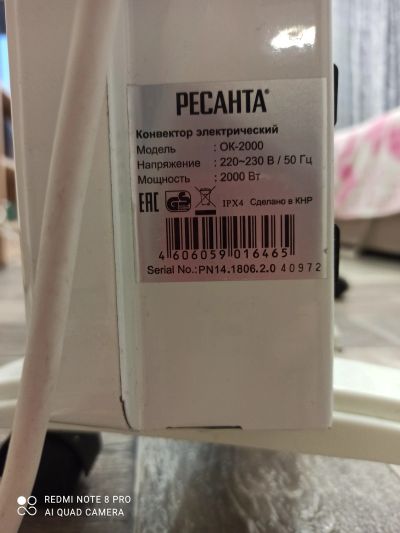 РЕСАНТА®
Конвектор электрический
Модель : ОК-2000
Напряжение : 220~230 В / 50 Гц
Мощность : 2000 Вт
EAC GS IPX4 Сделано в КНР
4 606059 016465
Serial No.:PN14.1806.2.0 40972
REDMI NOTE 8 PRO
AI QUAD CAMERA